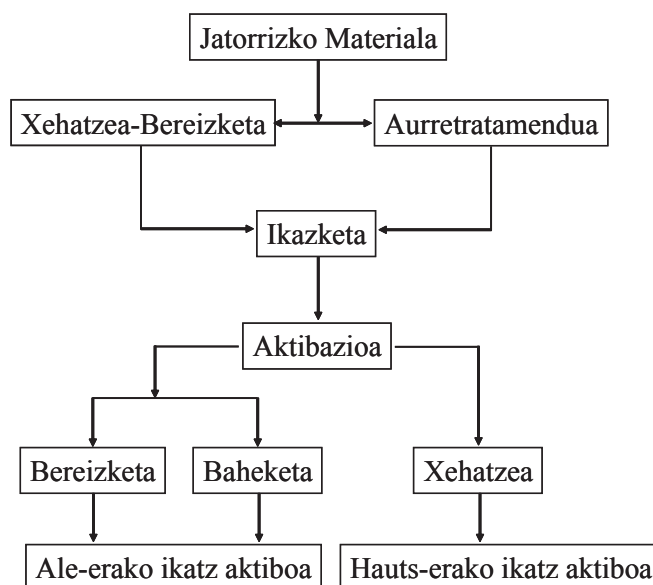 Jatorrizko Materiala
Xehatzea-Bereizketa
Aurretratamendua
Ikazketa
Aktibazioa
Bereizketa
Baheketa
Xehatzea
Ale-erako ikatz aktiboa
Hauts-erako ikatz aktiboa